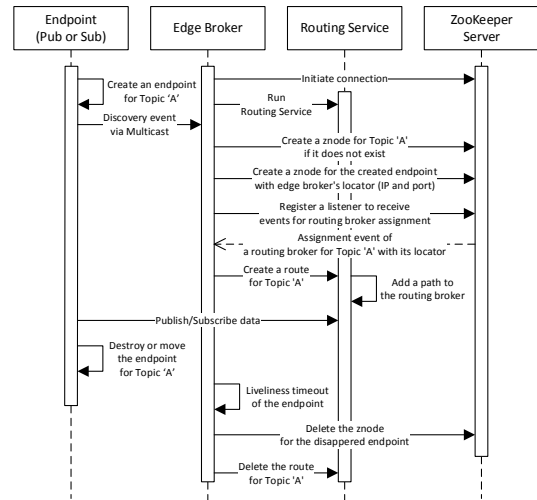 Endpoint
(Pub or Sub)
Edge Broker
Routing Service
ZooKeeper
Server
Create an endpoint
for Topic ‘A’
Initiate connection
Run
Routing Service
Discovery event
via Multicast
Create a znode for Topic 'A'
if it does not exist
Create a znode for the created endpoint
with edge broker's locator (IP and port)
Register a listener to receive
events for routing broker assignment
Assignment event of
a routing broker for Topic 'A' with its locator
Create a route
for Topic 'A'
Add a path to
the routing broker
Publish/Subscribe data
Destroy or move
the endpoint
for Topic ‘A’
Liveliness timeout
of the endpoint
Delete the znode
for the disappered endpoint
Delete the route
for Topic 'A'